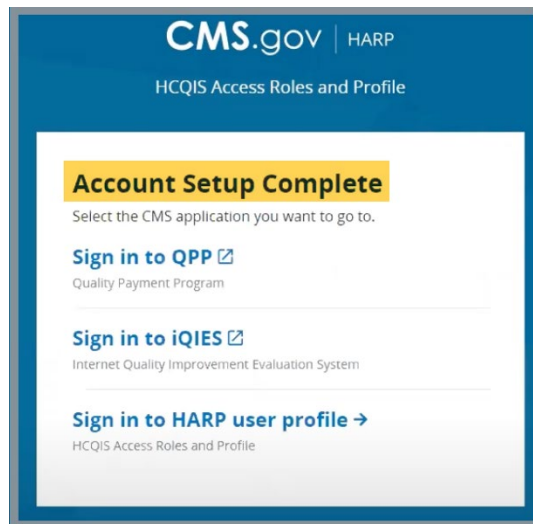 CMS.gov | HARP
HCQIS Access Roles and Profile
Account Setup Complete
Select the CMS application you want to go to.
Sign in to QPP
Quality Payment Program
Sign in to iQIES
Internet Quality Improvement Evaluation System
Sign in to HARP user profile →
HCQIS Access Roles and Profile